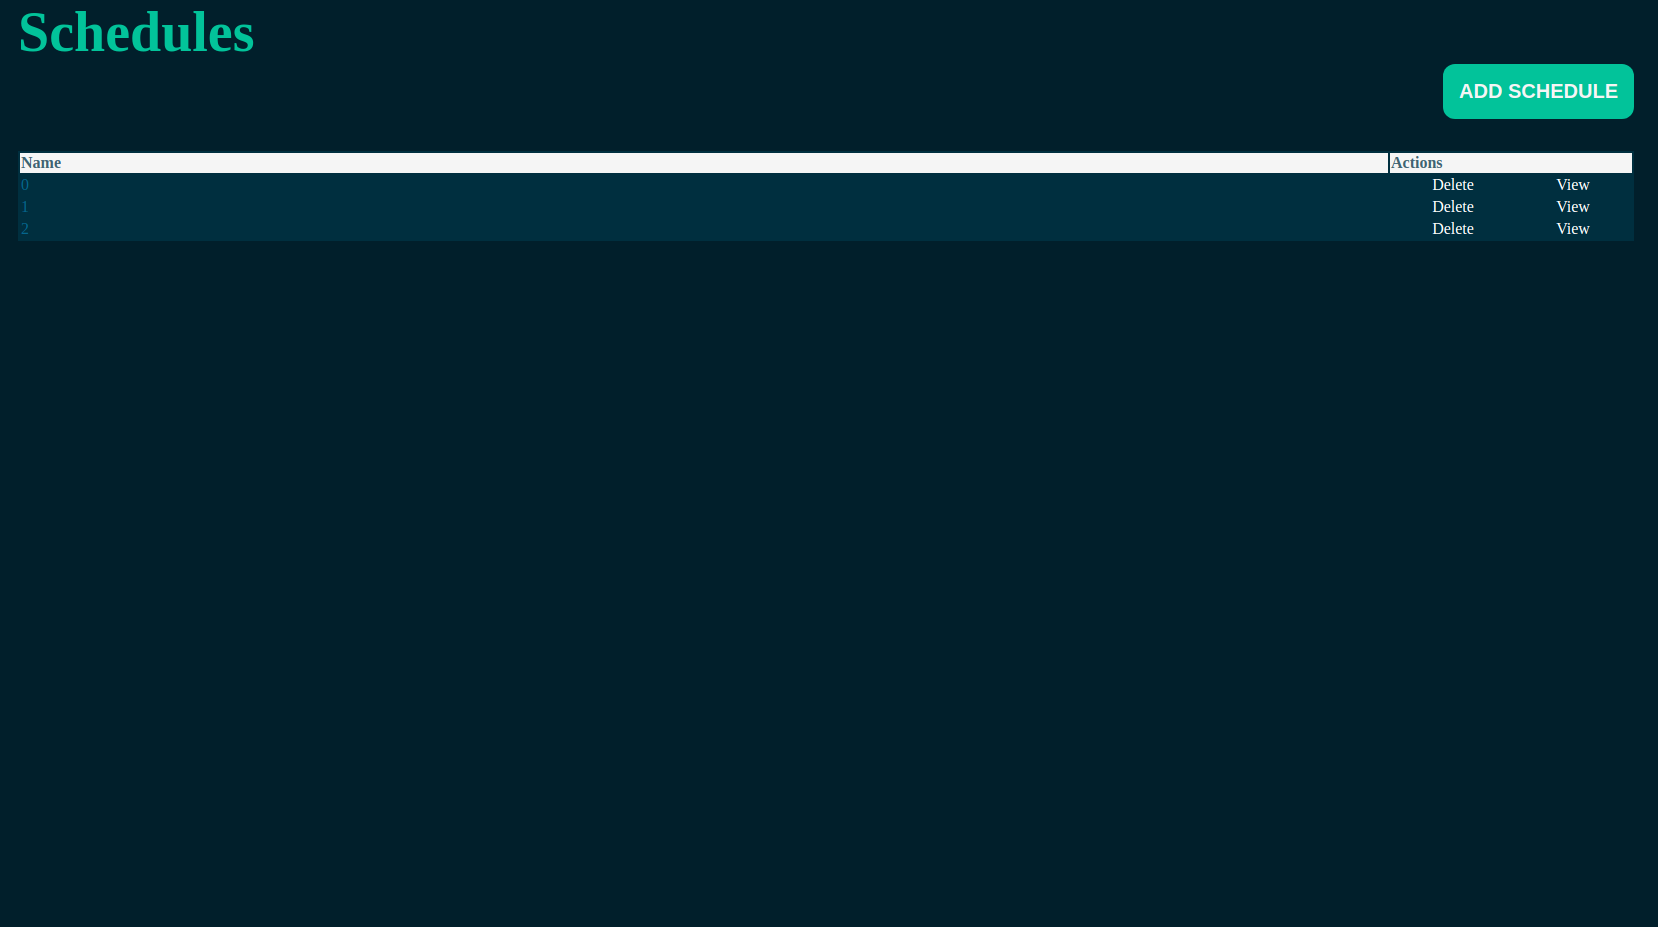 Schedules
ADD SCHEDULE
Name Actions
0 Delete View
1 Delete View
2 Delete View